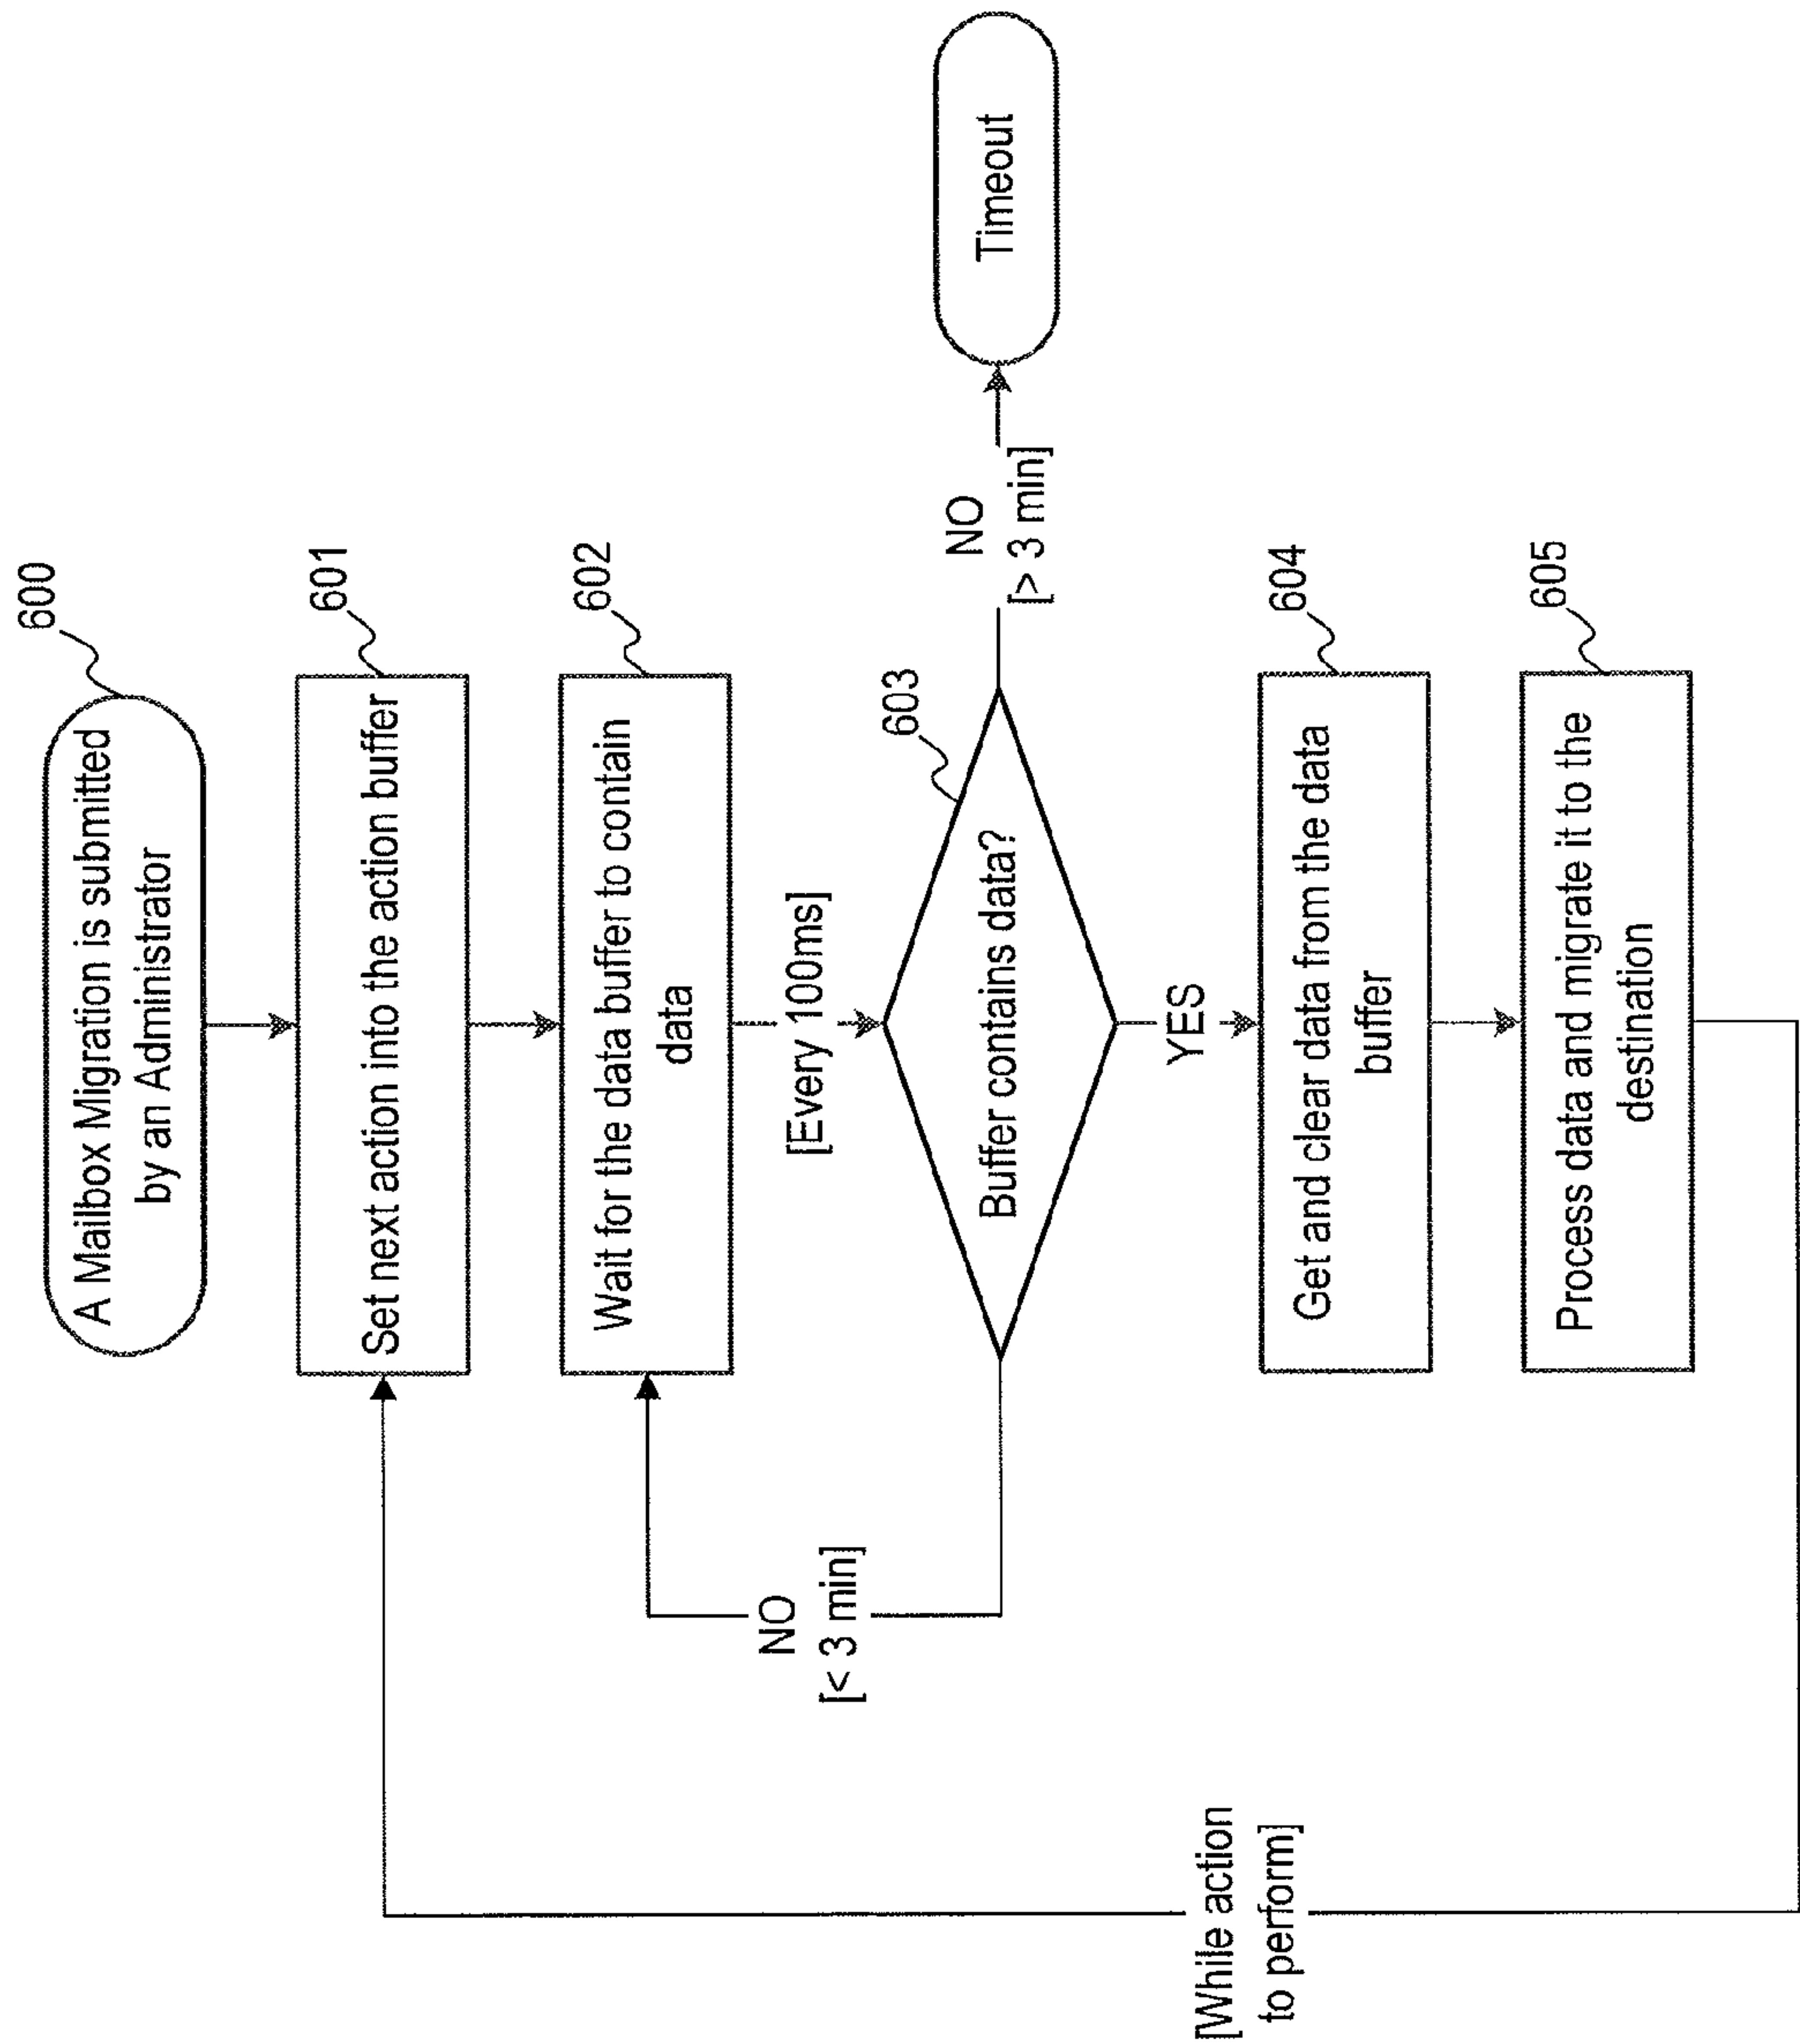 600
A Mailbox Migration is submitted
by an Administrator
601
Set next action into the action buffer
602
Wait for the data buffer to contain
data
[Every 100ms]
603
Buffer contains data?
NO
[< 3 min]
NO
[> 3 min]
Timeout
YES
604
Get and clear data from the data
buffer
605
Process data and migrate it to the
destination
[While action
to perform]